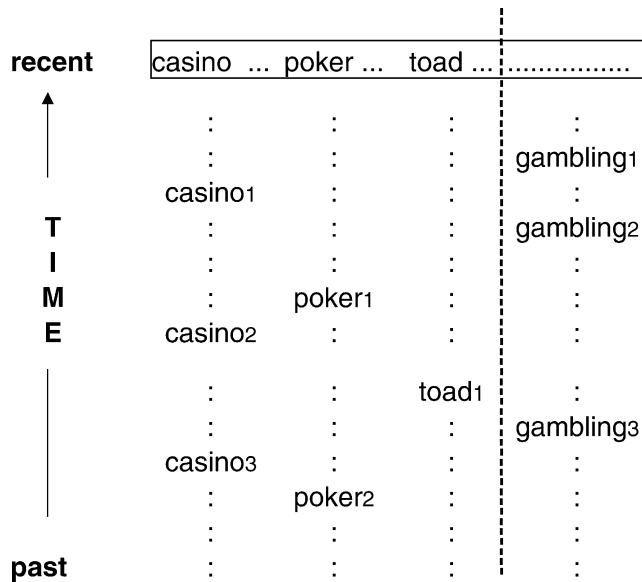 recent casino ... poker ... toad ... .................
: : : :
: : : gambling1
casino1 : : :
T : : : gambling2
I : : : :
M : poker1 : :
E casino2 : : :
: : toad1 :
: : : gambling3
casino3 : : :
: poker2 : :
: : : :
past : : : :